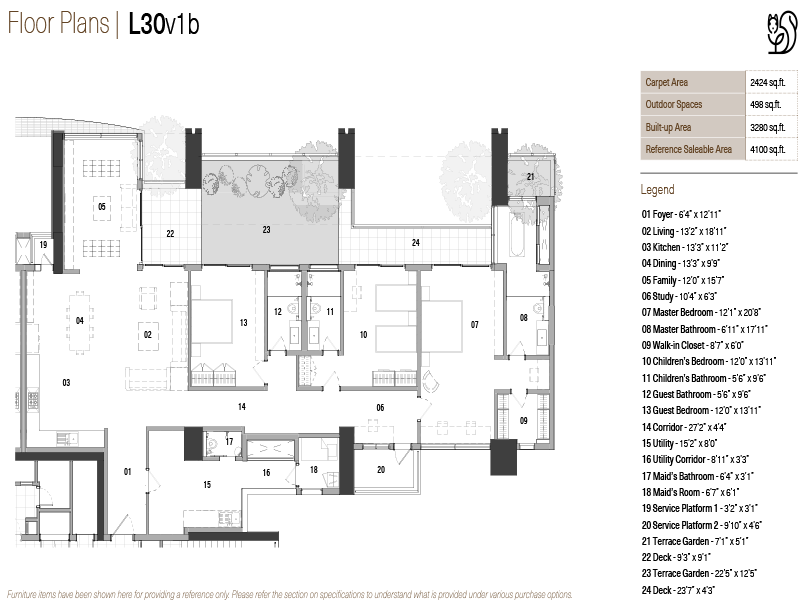 Floor Plans | L30v1b
Carpet Area 2424 sq.ft.
Outdoor Spaces 498 sq.ft.
Built-up Area 3280 sq.ft.
Reference Saleable Area 4100 sq.ft.
Legend
01 Foyer - 6'4" x 12'11"
02 Living - 13'2" x 18'11"
03 Kitchen - 13'3" x 11'2"
04 Dining - 13'3" x 9'9"
05 Family - 12'0" x 15'7"
06 Study - 10'4" x 6'3"
07 Master Bedroom - 12'1" x 20'8"
08 Master Bathroom - 6'11" x 17'11"
09 Walk-in Closet - 8'7" x 6'0"
10 Children's Bedroom - 12'0" x 13'11"
11 Children's Bathroom - 5'6" x 9'6"
12 Guest Bathroom - 5'6" x 9'6"
13 Guest Bedroom - 12'0" x 13'11"
14 Corridor - 27'2" x 4'4"
15 Utility - 15'2" x 8'0"
16 Utility Corridor - 8'11" x 3'3"
17 Maid's Bathroom - 6'4" x 3'1"
18 Maid's Room - 6'7" x 6'1"
19 Service Platform 1 - 3'2" x 3'1"
20 Service Platform 2 - 9'10" x 4'6"
21 Terrace Garden - 7'1" x 5'1"
22 Deck - 9'3" x 9'1"
23 Terrace Garden - 22'5" x 12'5"
24 Deck - 23'7" x 4'3"
21
05
22
23
24
19
04
02
13
12
11
10
07
08
03
14
06
09
01
17
16
18
20
15
Furniture items have been shown here for providing a reference only. Please refer the section on specifications to understand what is provided under various purchase options.